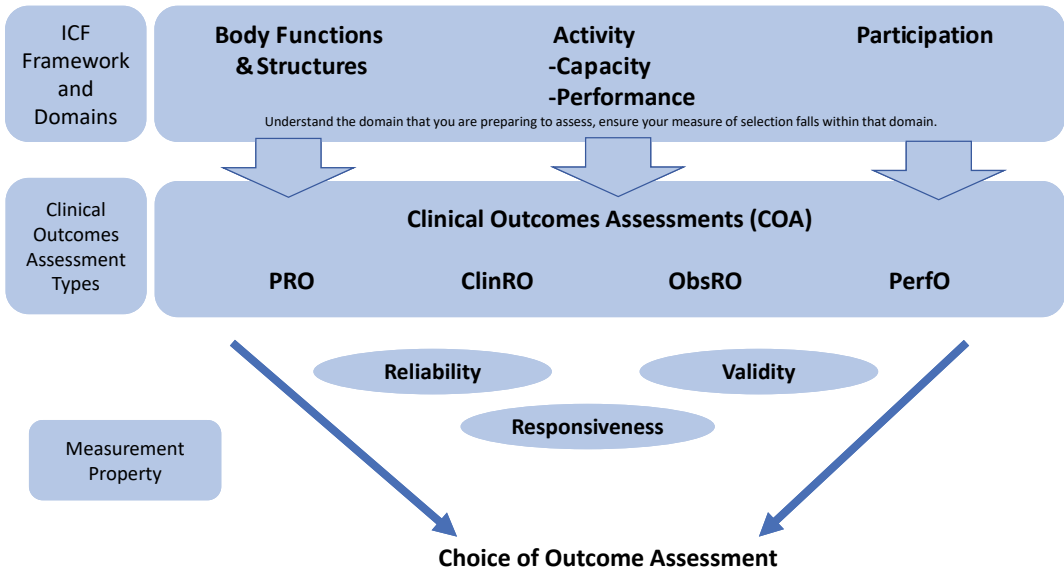 ICF
Framework
and
Domains
Body Functions
& Structures
Activity
-Capacity
-Performance
Participation
Understand the domain that you are preparing to assess, ensure your measure of selection falls within that domain.
Clinical
Outcomes
Assessment
Types
Clinical Outcomes Assessments (COA)
PRO
ClinRO
ObsRO
PerfO
Reliability
Validity
Responsiveness
Measurement
Property
Choice of Outcome Assessment